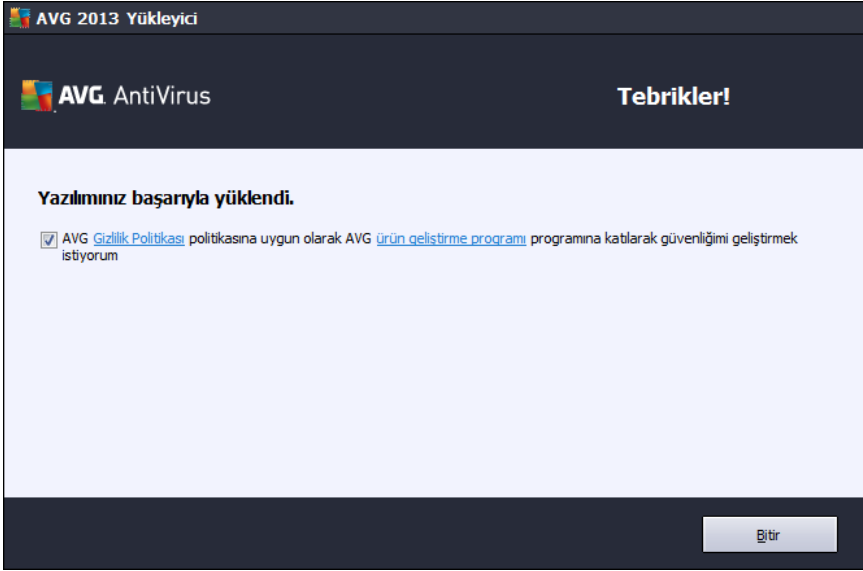 AVG 2013 Yükleyici
AVG AntiVirus
Tebrikler!
Yazılımınız başarıyla yüklendi.
AVG Gizlilik Politikası politikasına uygun olarak AVG ürün geliştirme programı programına katılarak güvenliğimi geliştirmek
istiyorum
Bitir